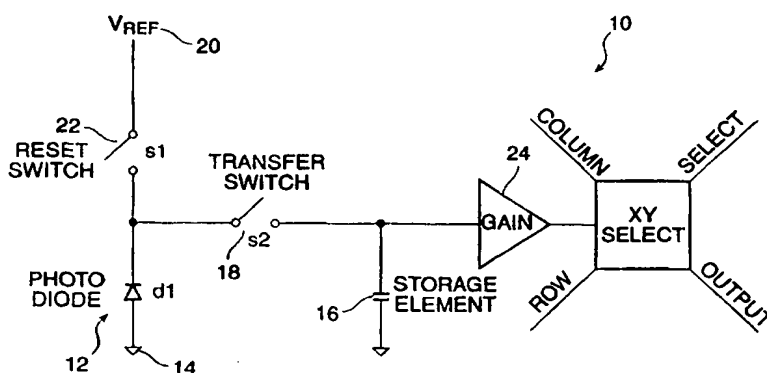 VREF
20
10
22
RESET
SWITCH
s1
TRANSFER
SWITCH
s2
18
24
GAIN
COLUMN
SELECT
XY
SELECT
ROW
OUTPUT
PHOTO
DIODE
d1
12
14
16
STORAGE
ELEMENT